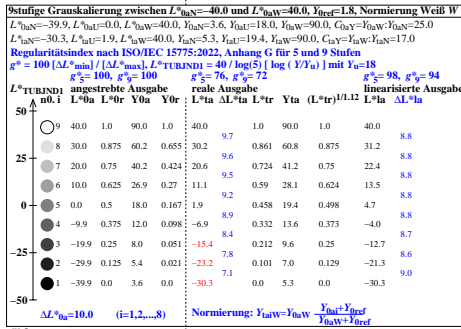 9stufige Grauskalierung zwischen L*0aN=−40.0 und L*0aW=40.0, Y0ref=1.8, Normierung Weiß W
L*0aN=−39.9, L*0aU=0.0, L*0aW=40.0, Y0aN=3.6, Y0aU=18.0, Y0aW=90.0, C0aY=Y0aW:Y0aN=25.0
L*taN=−30.3, L*taU=1.9, L*taW=40.0, YtaN=5.3, YtaU=19.4, YtaW=90.0, CtaY=YtaW:YtaN=17.0
Regularitätsindex nach ISO/IEC 15775:2022, Anhang G für 5 und 9 Stufen
g* = 100 [ΔL*min] / [ΔL*max], L*TUBJND1 = 40 / log(5) [ log ( Y/Yu) ] mit Yu=18
g*5= 100, g*9= 100 g*5= 76, g*9= 72 g*5= 98, g*9= 94
L*TUBJND1 angestrebte Ausgabe reale Ausgabe linearisierte Ausgabe
n0. i L*0a L*0r Y0a Y0r L*ta ΔL*ta L*tr Yta (L*tr)1/1.12 L*la ΔL*la
50
9 40.0 1.0 90.0 1.0 40.0 1.0 90.0 1.0 40.0
9.7 8.8
8 30.0 0.875 60.2 0.655 30.2 0.861 60.8 0.875 31.2
9.6 8.8
7 20.0 0.75 40.2 0.424 20.6 0.724 41.2 0.75 22.4
9.5 8.8
6 10.0 0.625 26.9 0.27 11.1 0.59 28.1 0.624 13.5
9.2 8.8
0 5 0.0 0.5 18.0 0.167 1.9 0.458 19.4 0.498 4.7
8.9 8.7
4 −9.9 0.375 12.0 0.098 −6.9 0.332 13.6 0.373 −4.0
8.4 8.7
−25 3 −19.9 0.25 8.0 0.051 −15.4 0.212 9.6 0.25 −12.7
7.8 8.6
2 −29.9 0.125 5.4 0.021 −23.2 0.101 7.0 0.129 −21.3
7.1 9.0
1 −39.9 0.0 3.6 0.0 −30.3 0.0 5.3 0.0 −30.3
−50
ΔL*0a=10.0 (i=1,2,...,8) Normierung: YtaiW=Y0aW Y0ai+Y0ref
Y0aW+Y0ref